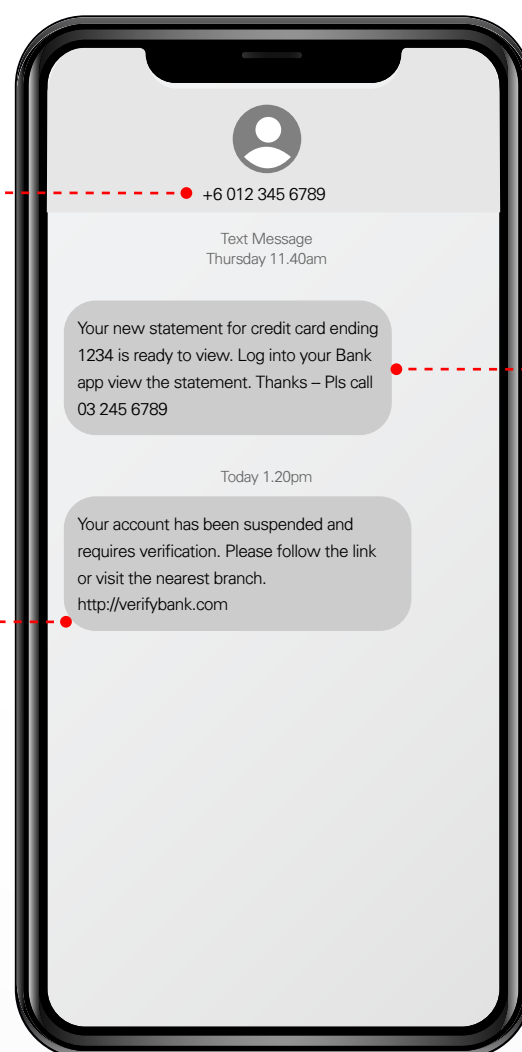 +6 012 345 6789
Text Message
Thursday 11.40am
Your new statement for credit card ending
1234 is ready to view. Log into your Bank
app view the statement. Thanks – Pls call
03 245 6789
Today 1.20pm
Your account has been suspended and
requires verification. Please follow the link
or visit the nearest branch.
http://verifybank.com